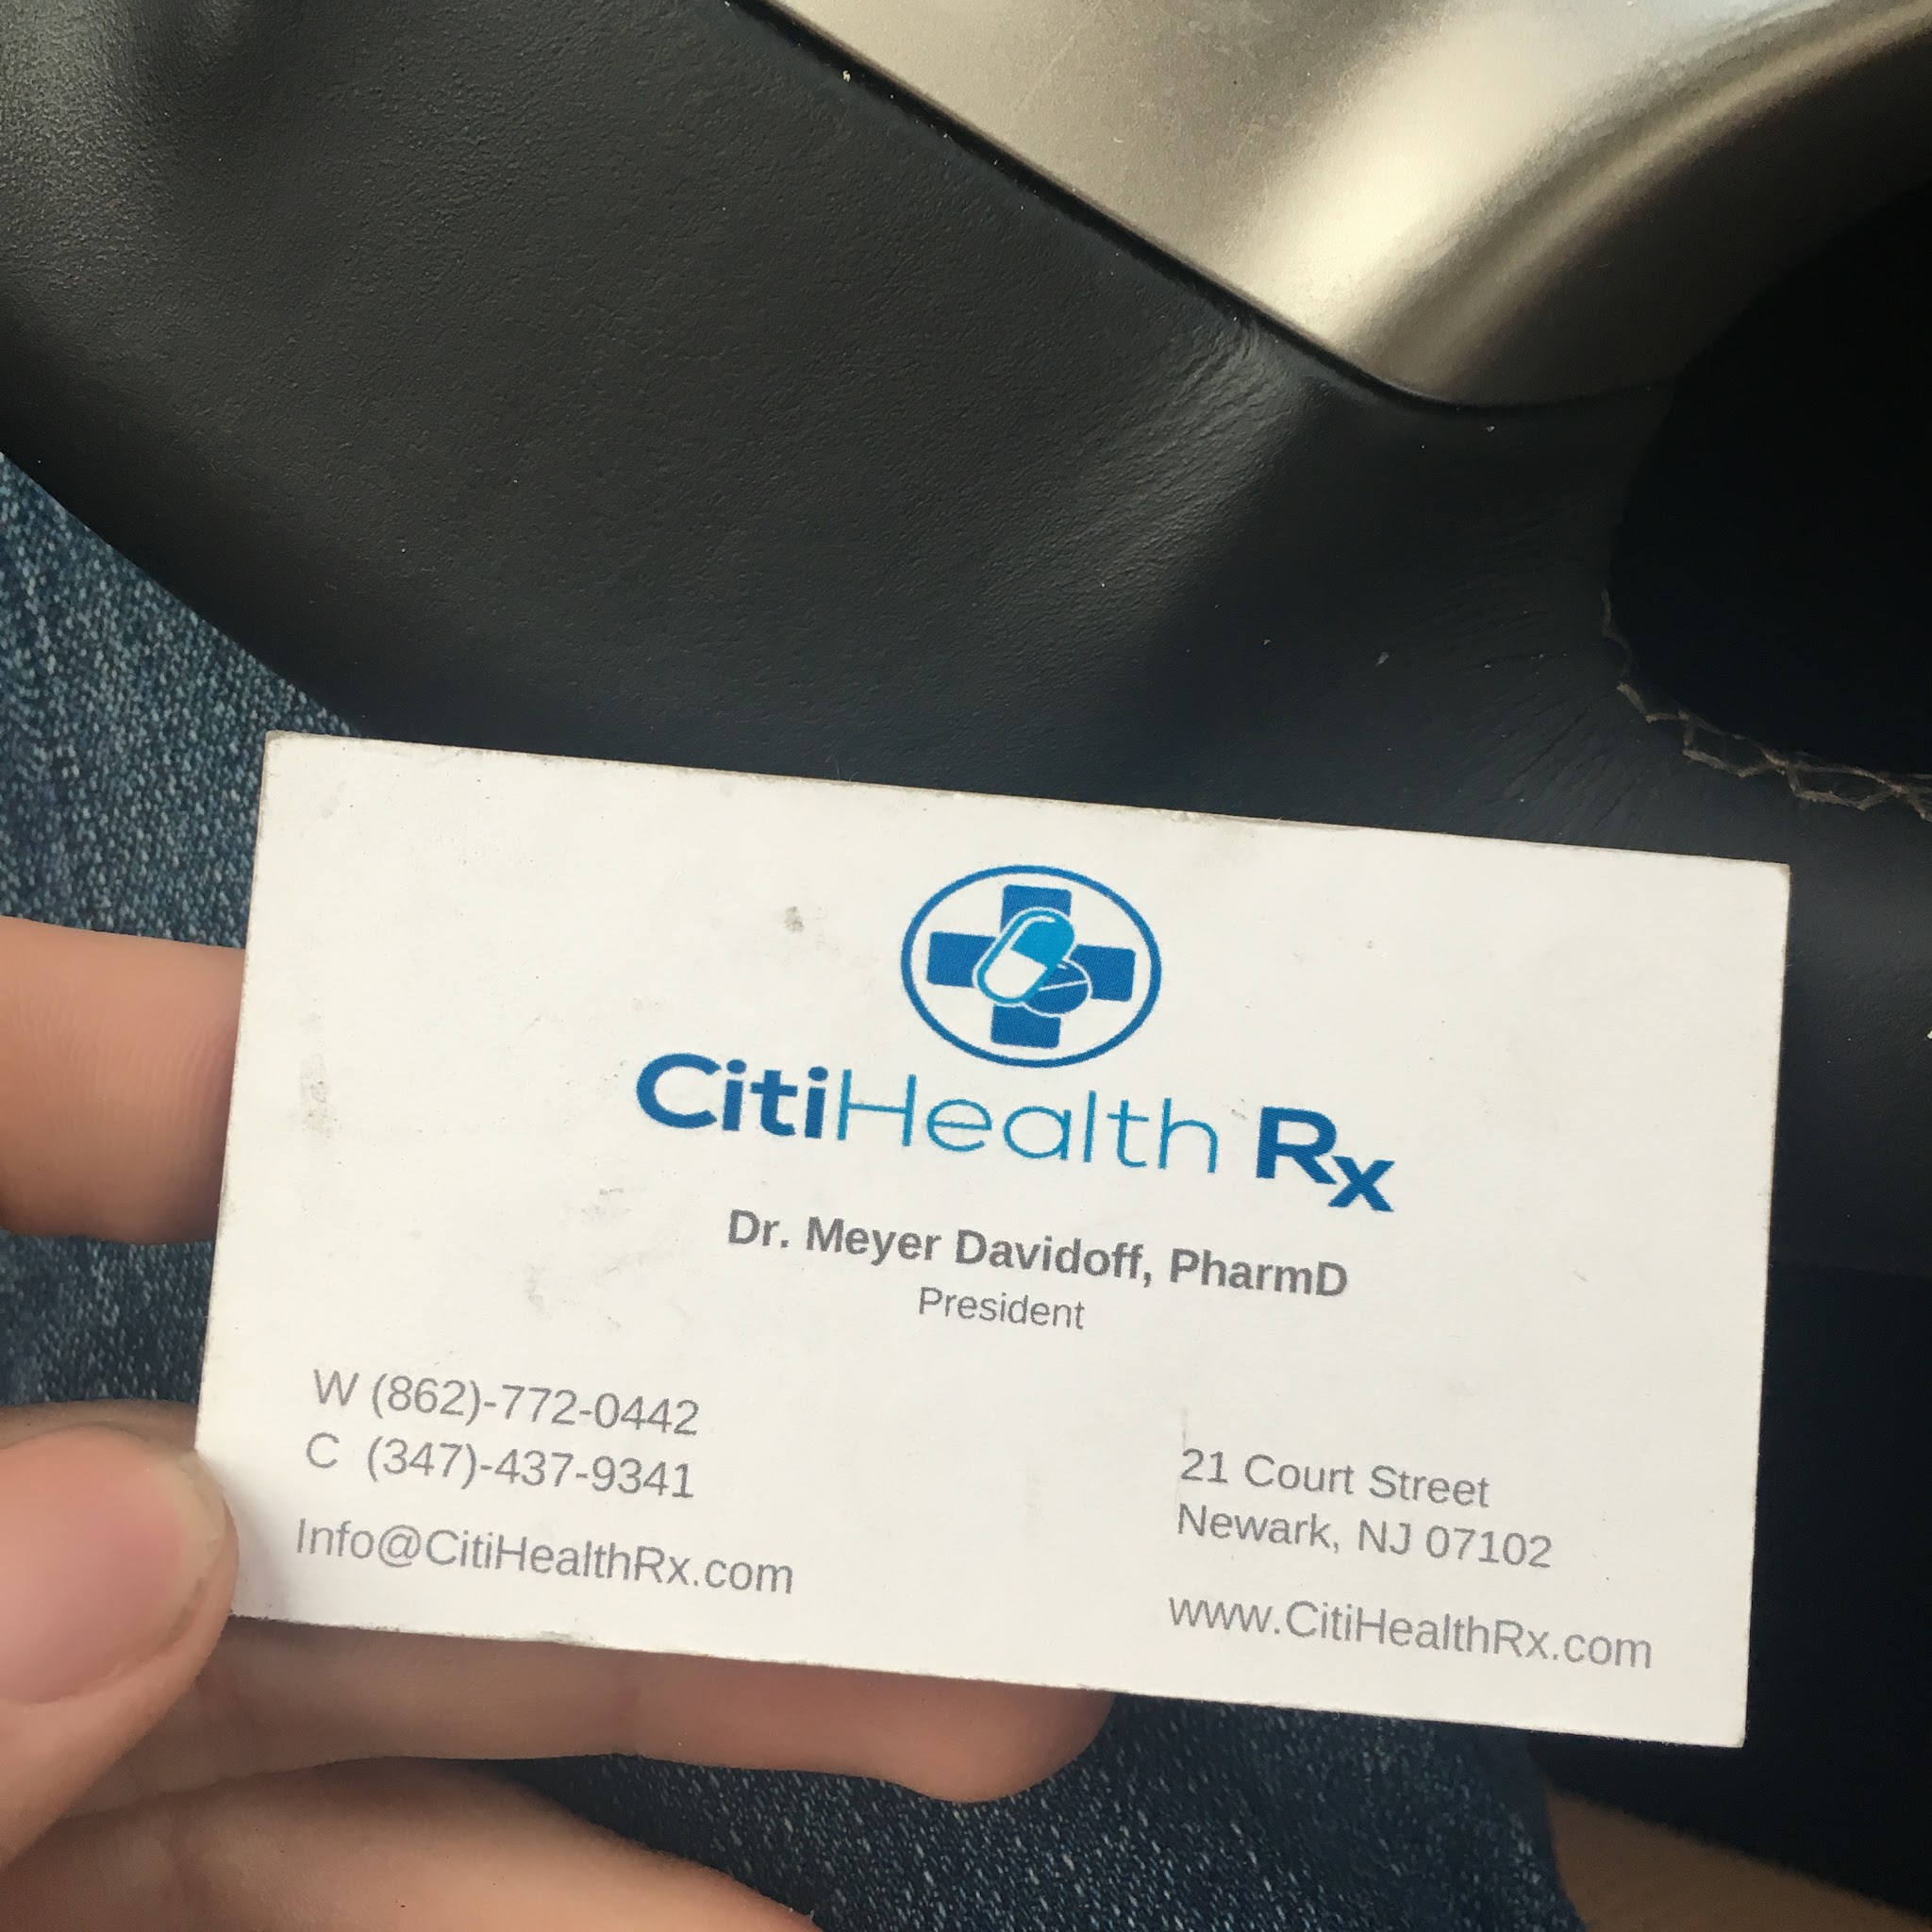 CitiHealth Rx
Dr. Meyer Davidoff, PharmD
President
W (862)-772-0442
C (347)-437-9341
Info@CitiHealthRx.com
21 Court Street
Newark, NJ 07102
www.CitiHealthRx.com